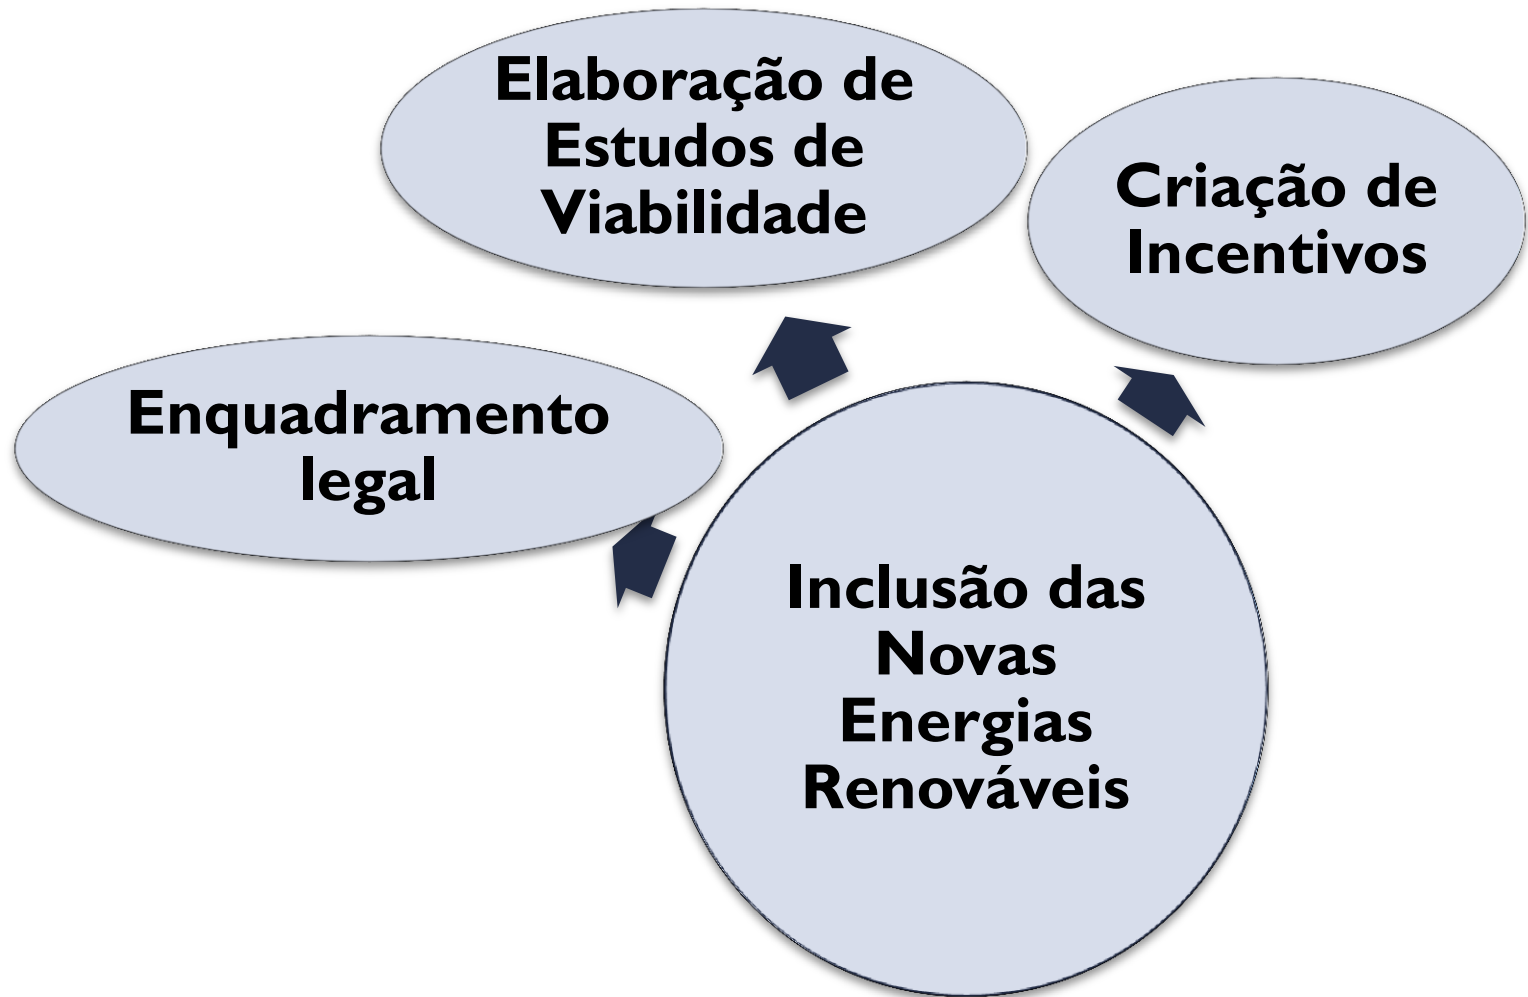 Elaboração de
Estudos de
Viabilidade
Criação de
Incentivos
Enquadramento
legal
Inclusão das
Novas
Energias
Renováveis